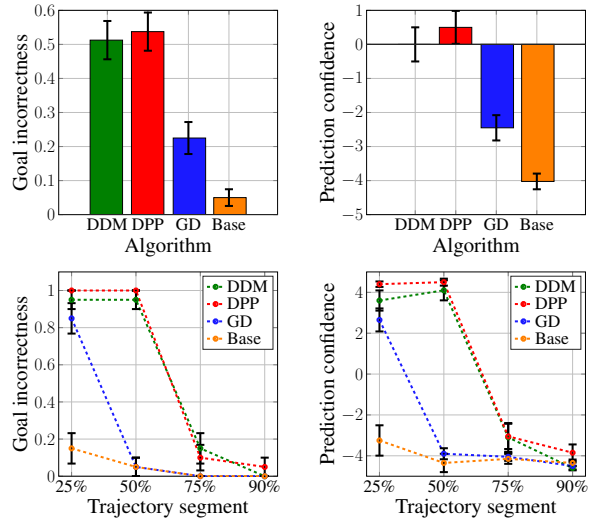 0.6
0.5
0.4
0.3
0.2
0.1
0
Goal incorrectness
DDM DPP GD Base
Algorithm
1
0
−1
−2
−3
−4
−5
Prediction confidence
DDM DPP GD Base
Algorithm
1
0.8
0.6
0.4
0.2
0
Goal incorrectness
DDM
DPP
GD
Base
25% 50% 75% 90%
Trajectory segment
4
2
0
−2
−4
Prediction confidence
DDM
DPP
GD
Base
25% 50% 75% 90%
Trajectory segment